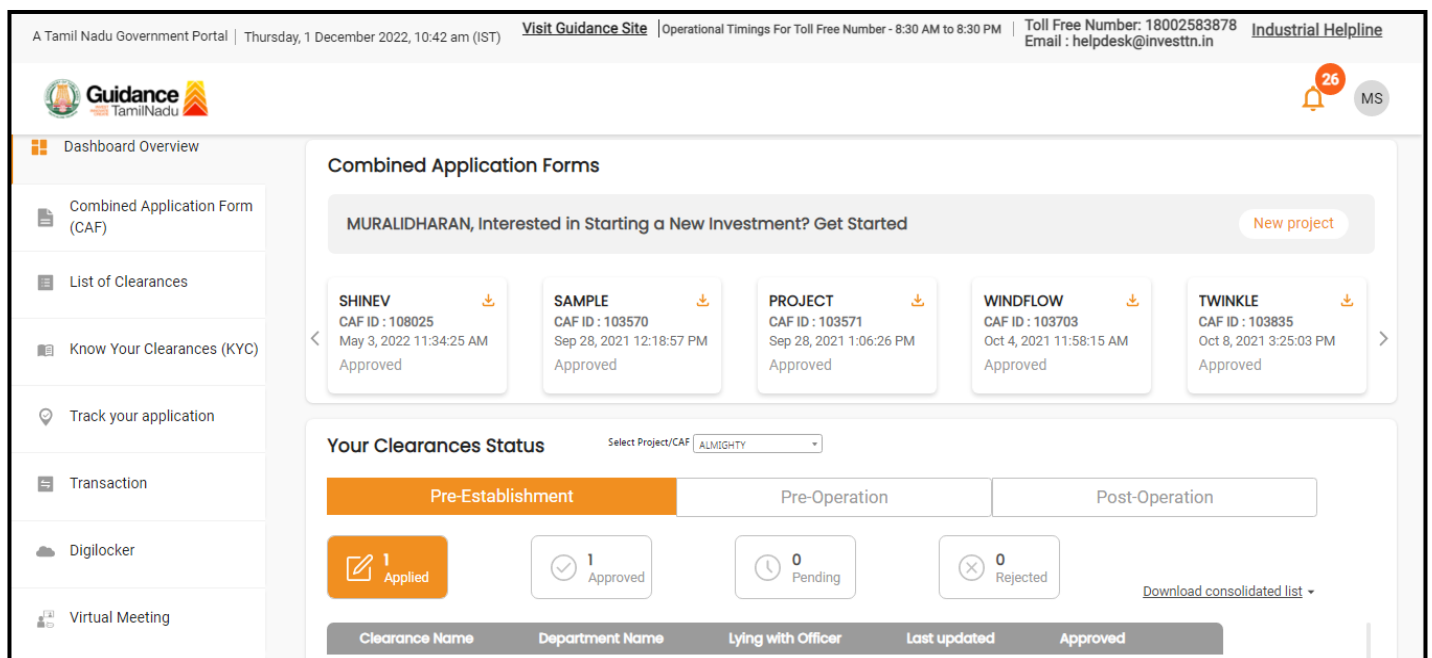 A Tamil Nadu Government Portal | Thursday, 1 December 2022, 10:42 am (IST)
Visit Guidance Site | Operational Timings For Toll Free Number - 8:30 AM to 8:30 PM | Toll Free Number: 18002583878
Email : helpdesk@investtn.in
Industrial Helpline
Guidance
TamilNadu
26
MS
Dashboard Overview
Combined Application Form
(CAF)
List of Clearances
Know Your Clearances (KYC)
Track your application
Transaction
Digilocker
Virtual Meeting
Combined Application Forms
MURALIDHARAN, Interested in Starting a New Investment? Get Started
New project
SHINEV
CAF ID : 108025
May 3, 2022 11:34:25 AM
Approved
SAMPLE
CAF ID : 103570
Sep 28, 2021 12:18:57 PM
Approved
PROJECT
CAF ID : 103571
Sep 28, 2021 1:06:26 PM
Approved
WINDFLOW
CAF ID : 103703
Oct 4, 2021 11:58:15 AM
Approved
TWINKLE
CAF ID : 103835
Oct 8, 2021 3:25:03 PM
Approved
Your Clearances Status
Select Project/CAF ALMIGHTY
Pre-Establishment Pre-Operation Post-Operation
1
Applied
1
Approved
0
Pending
0
Rejected
Download consolidated list
Clearance Name Department Name Lying with Officer Last updated Approved